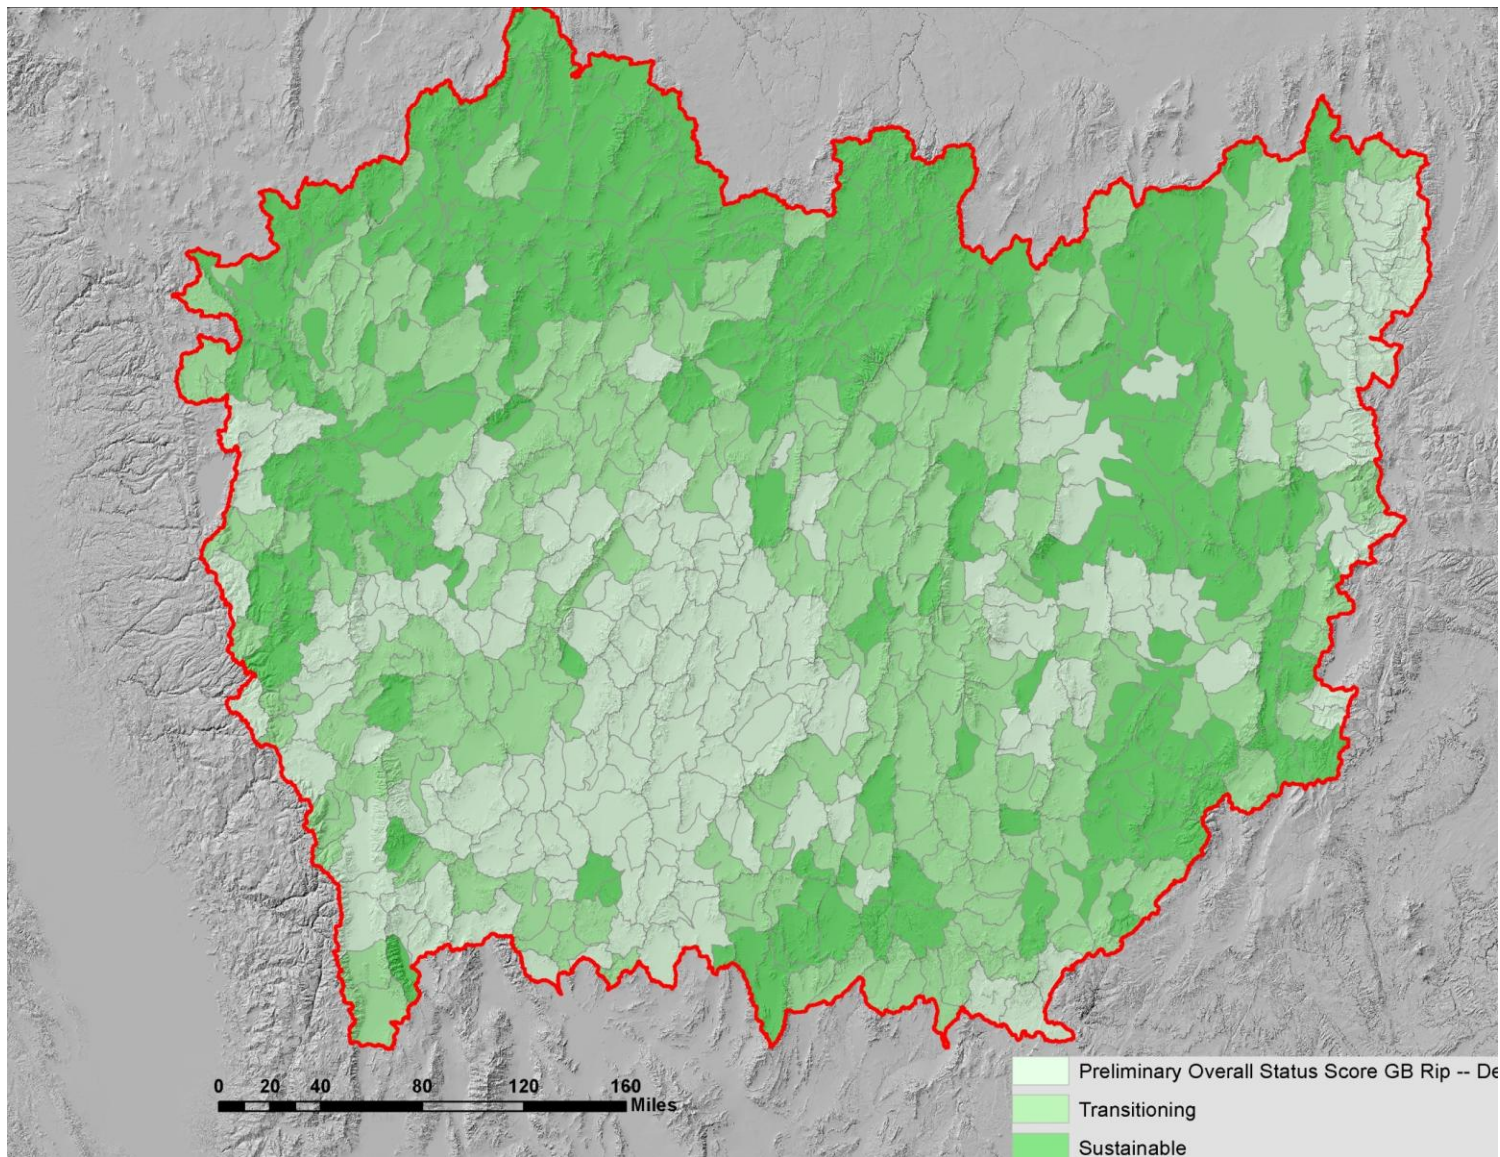 0 20 40 80 120 160
Miles
Preliminary Overall Status Score GB Rip -- De
Transitioning
Sustainable